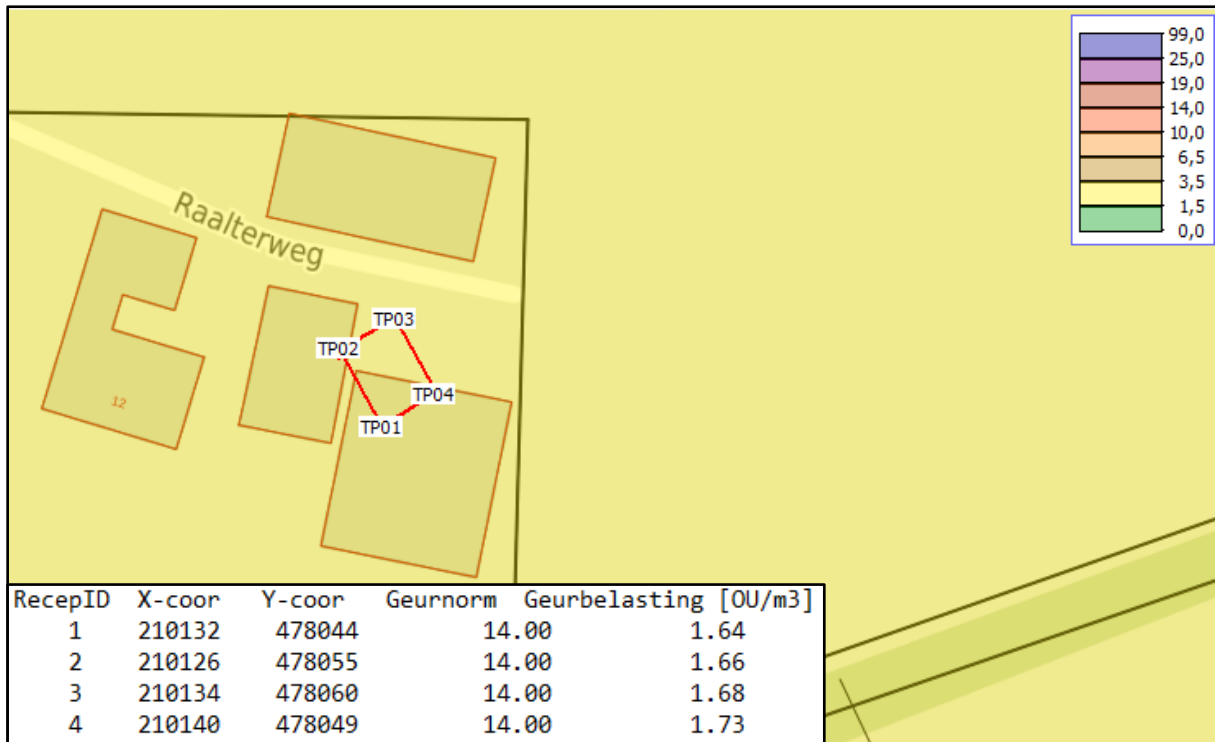 99,0
25,0
19,0
14,0
10,0
6,5
3,5
1,5
0,0
Raalterweg
TP03
TP02
TP04
12
TP01
RecepID X-coor Y-coor Geurnorm Geurbelasting [OU/m3]
1 210132 478044 14.00 1.64
2 210126 478055 14.00 1.66
3 210134 478060 14.00 1.68
4 210140 478049 14.00 1.73